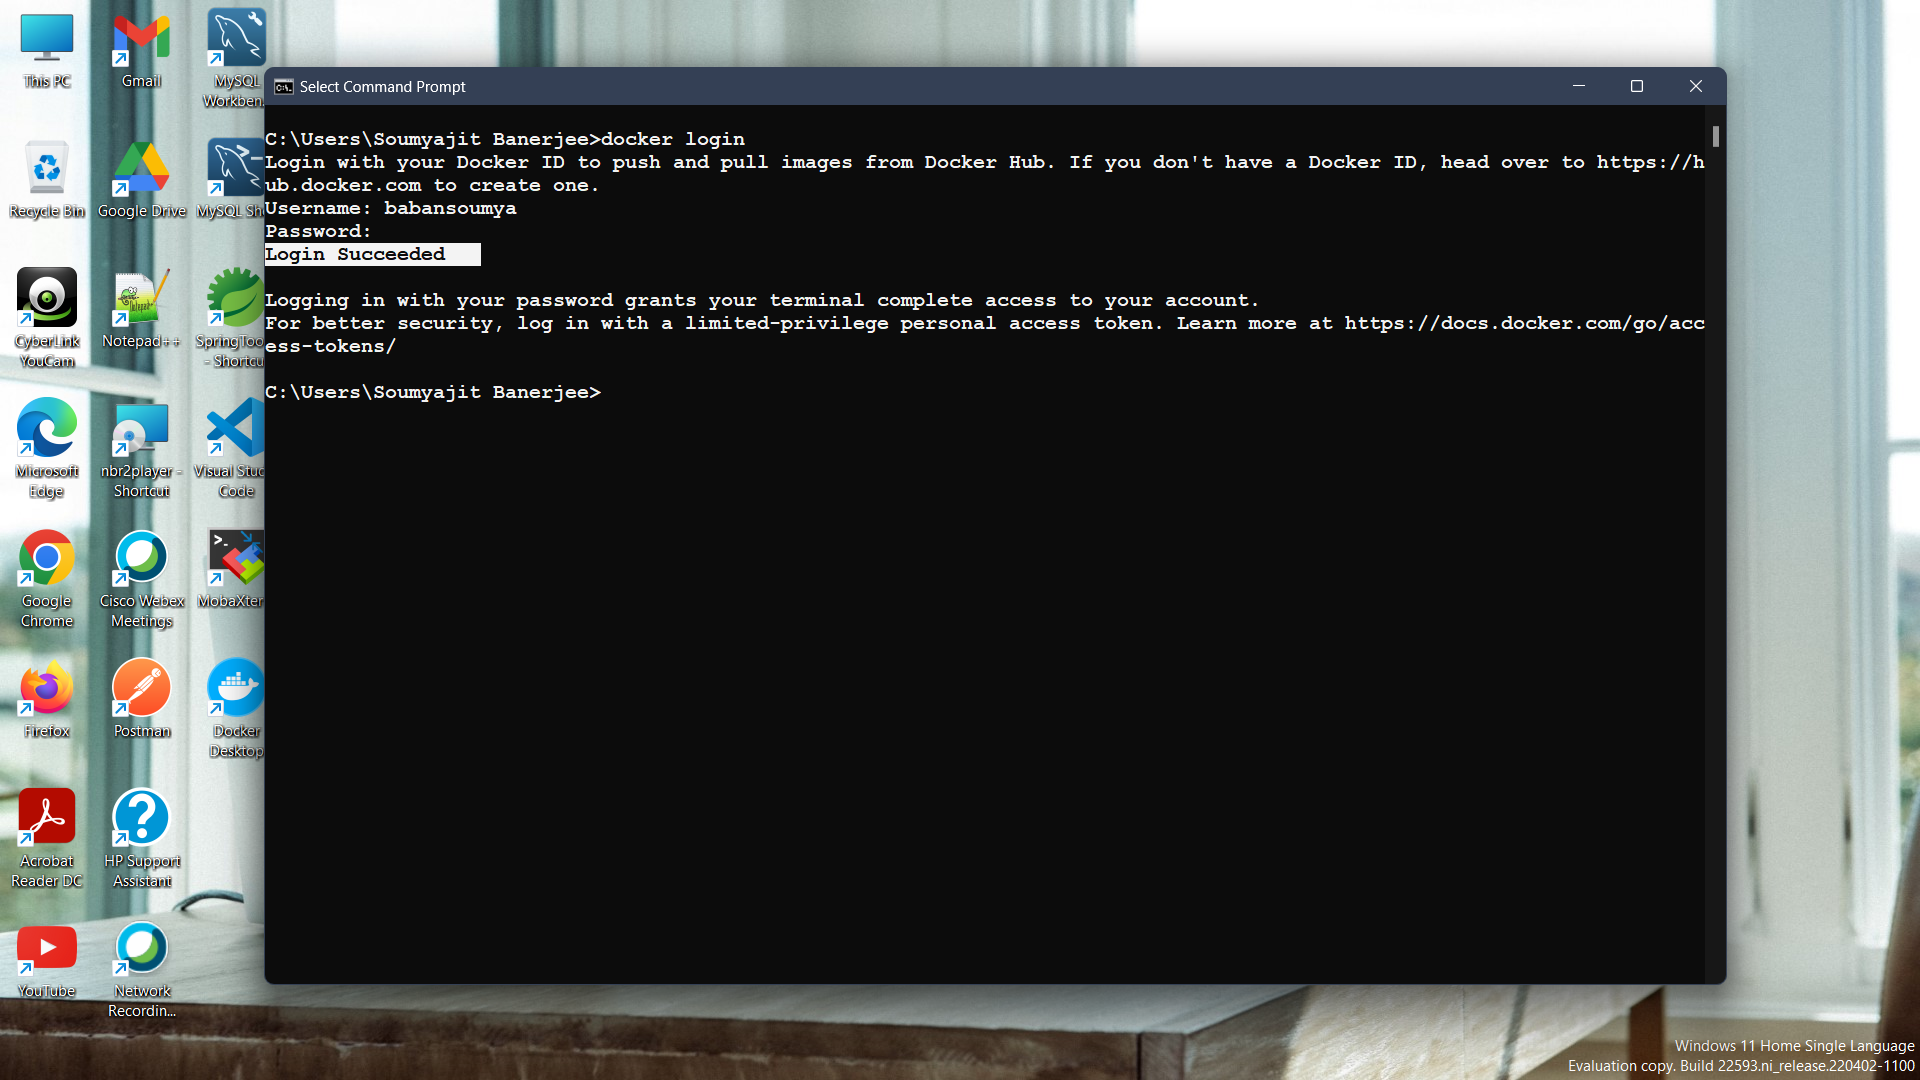 This PC
Gmail
MySQL
Workben
Recycle Bin
Google Drive
MySQL Sh
CyberLink
YouCam
Notepad++
SpringToo
- Shortcu
Microsoft
Edge
nbr2player -
Shortcut
Visual Stud
Code
Google
Chrome
Cisco Webex
Meetings
MobaXter
Firefox
Postman
Docker
Desktop
Acrobat
Reader DC
HP Support
Assistant
YouTube
Network
Recordin...
Select Command Prompt
C:\Users\Soumyajit Banerjee>docker login
Login with your Docker ID to push and pull images from Docker Hub. If you don't have a Docker ID, head over to https://h
ub.docker.com to create one.
Username: babansoumya
Password:
Login Succeeded
Logging in with your password grants your terminal complete access to your account.
For better security, log in with a limited-privilege personal access token. Learn more at https://docs.docker.com/go/acc
ess-tokens/
C:\Users\Soumyajit Banerjee>
Windows 11 Home Single Language
Evaluation copy. Build 22593.ni_release.220402-1100